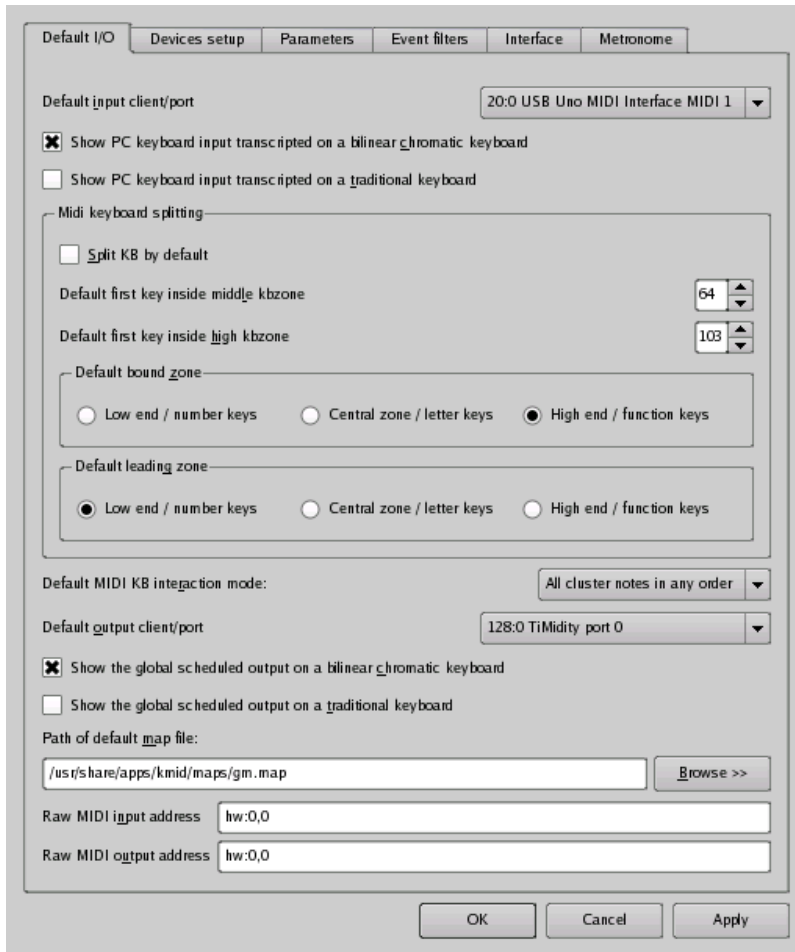 Default I/O
Devices setup
Parameters
Event filters
Interface
Metronome
Default input client/port
20:0 USB Uno MIDI Interface MIDI 1
Show PC keyboard input transcripted on a bilinear chromatic keyboard
Show PC keyboard input transcripted on a traditional keyboard
Midi keyboard splitting
Split KB by default
Default first key inside middle kbzone
64
Default first key inside high kbzone
103
Default bound zone
Low end / number keys
Central zone / letter keys
High end / function keys
Default leading zone
Low end / number keys
Central zone / letter keys
High end / function keys
Default MIDI KB interaction mode:
All cluster notes in any order
Default output client/port
128:0 TiMidity port 0
Show the global scheduled output on a bilinear chromatic keyboard
Show the global scheduled output on a traditional keyboard
Path of default map file:
/usr/share/apps/kmid/maps/gm.map
Browse >>
Raw MIDI input address
hw:0,0
Raw MIDI output address
hw:0,0
OK
Cancel
Apply